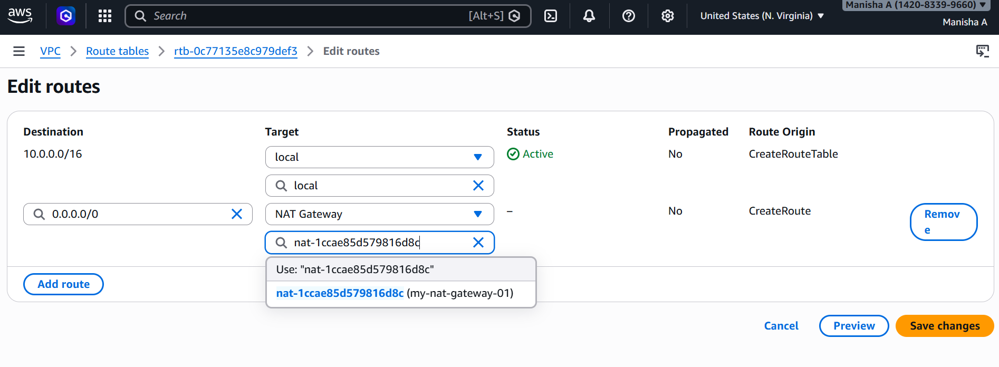 aws
Search [Alt+S]
United States (N. Virginia)
Manisha A (1420-8339-9660)
Manisha A
VPC
Route tables
rtb-0c77135e8c979def3
Edit routes
Edit routes
Destination Target Status Propagated Route Origin
10.0.0.0/16 local Active No CreateRouteTable
local
0.0.0.0/0 NAT Gateway – No CreateRoute Remov
e
nat-1ccae85d579816d8c
Use: "nat-1ccae85d579816d8c"
nat-1ccae85d579816d8c (my-nat-gateway-01)
Add route
Cancel Preview Save changes